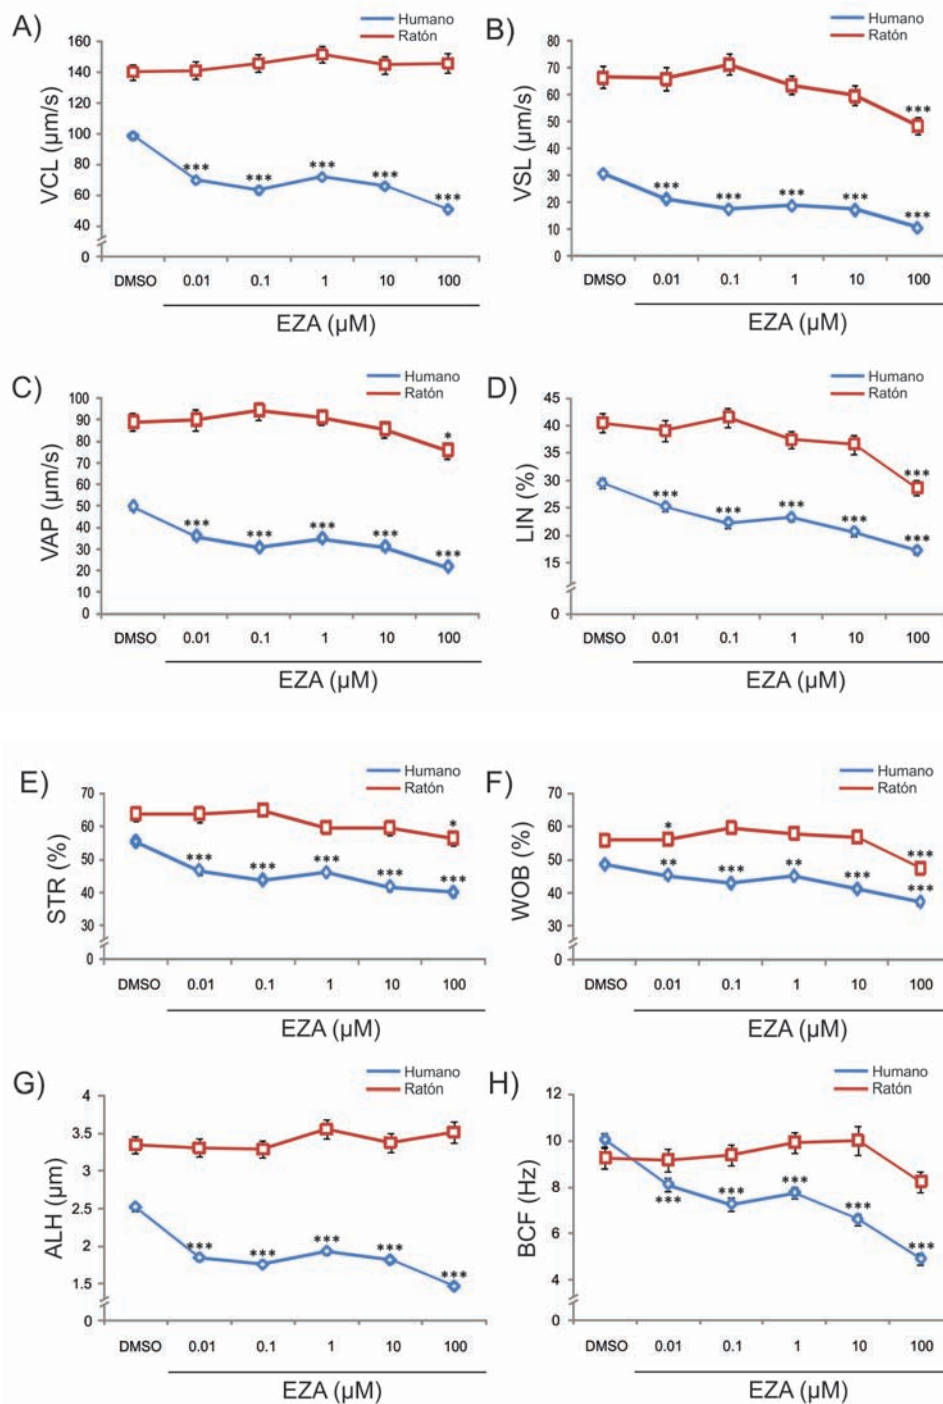 A)
Humano
Ratón
VCL (µm/s)
160
140
120
100
80
60
40
0
***
***
***
***
***
DMSO 0.01 0.1 1 10 100
EZA (µM)
B)
Humano
Ratón
VSL (µm/s)
80
70
60
50
40
30
20
10
0
***
***
***
***
***
***
DMSO 0.01 0.1 1 10 100
EZA (µM)
C)
Humano
Ratón
VAP (µm/s)
100
90
80
70
60
50
40
30
20
10
0
*
***
***
***
***
***
DMSO 0.01 0.1 1 10 100
EZA (µM)
D)
Humano
Ratón
LIN (%)
45
40
35
30
25
20
15
0
***
***
***
***
***
***
DMSO 0.01 0.1 1 10 100
EZA (µM)
E)
Humano
Ratón
STR (%)
70
60
50
40
30
0
*
***
***
***
***
***
DMSO 0.01 0.1 1 10 100
EZA (µM)
F)
Humano
Ratón
WOB (%)
70
60
50
40
30
0
*
***
**
***
**
***
***
DMSO 0.01 0.1 1 10 100
EZA (µM)
G)
Humano
Ratón
ALH (µm)
4
3.5
3
2.5
2
1.5
0
***
***
***
***
***
DMSO 0.01 0.1 1 10 100
EZA (µM)
H)
Humano
Ratón
BCF (Hz)
12
10
8
6
4
0
***
***
***
***
***
DMSO 0.01 0.1 1 10 100
EZA (µM)